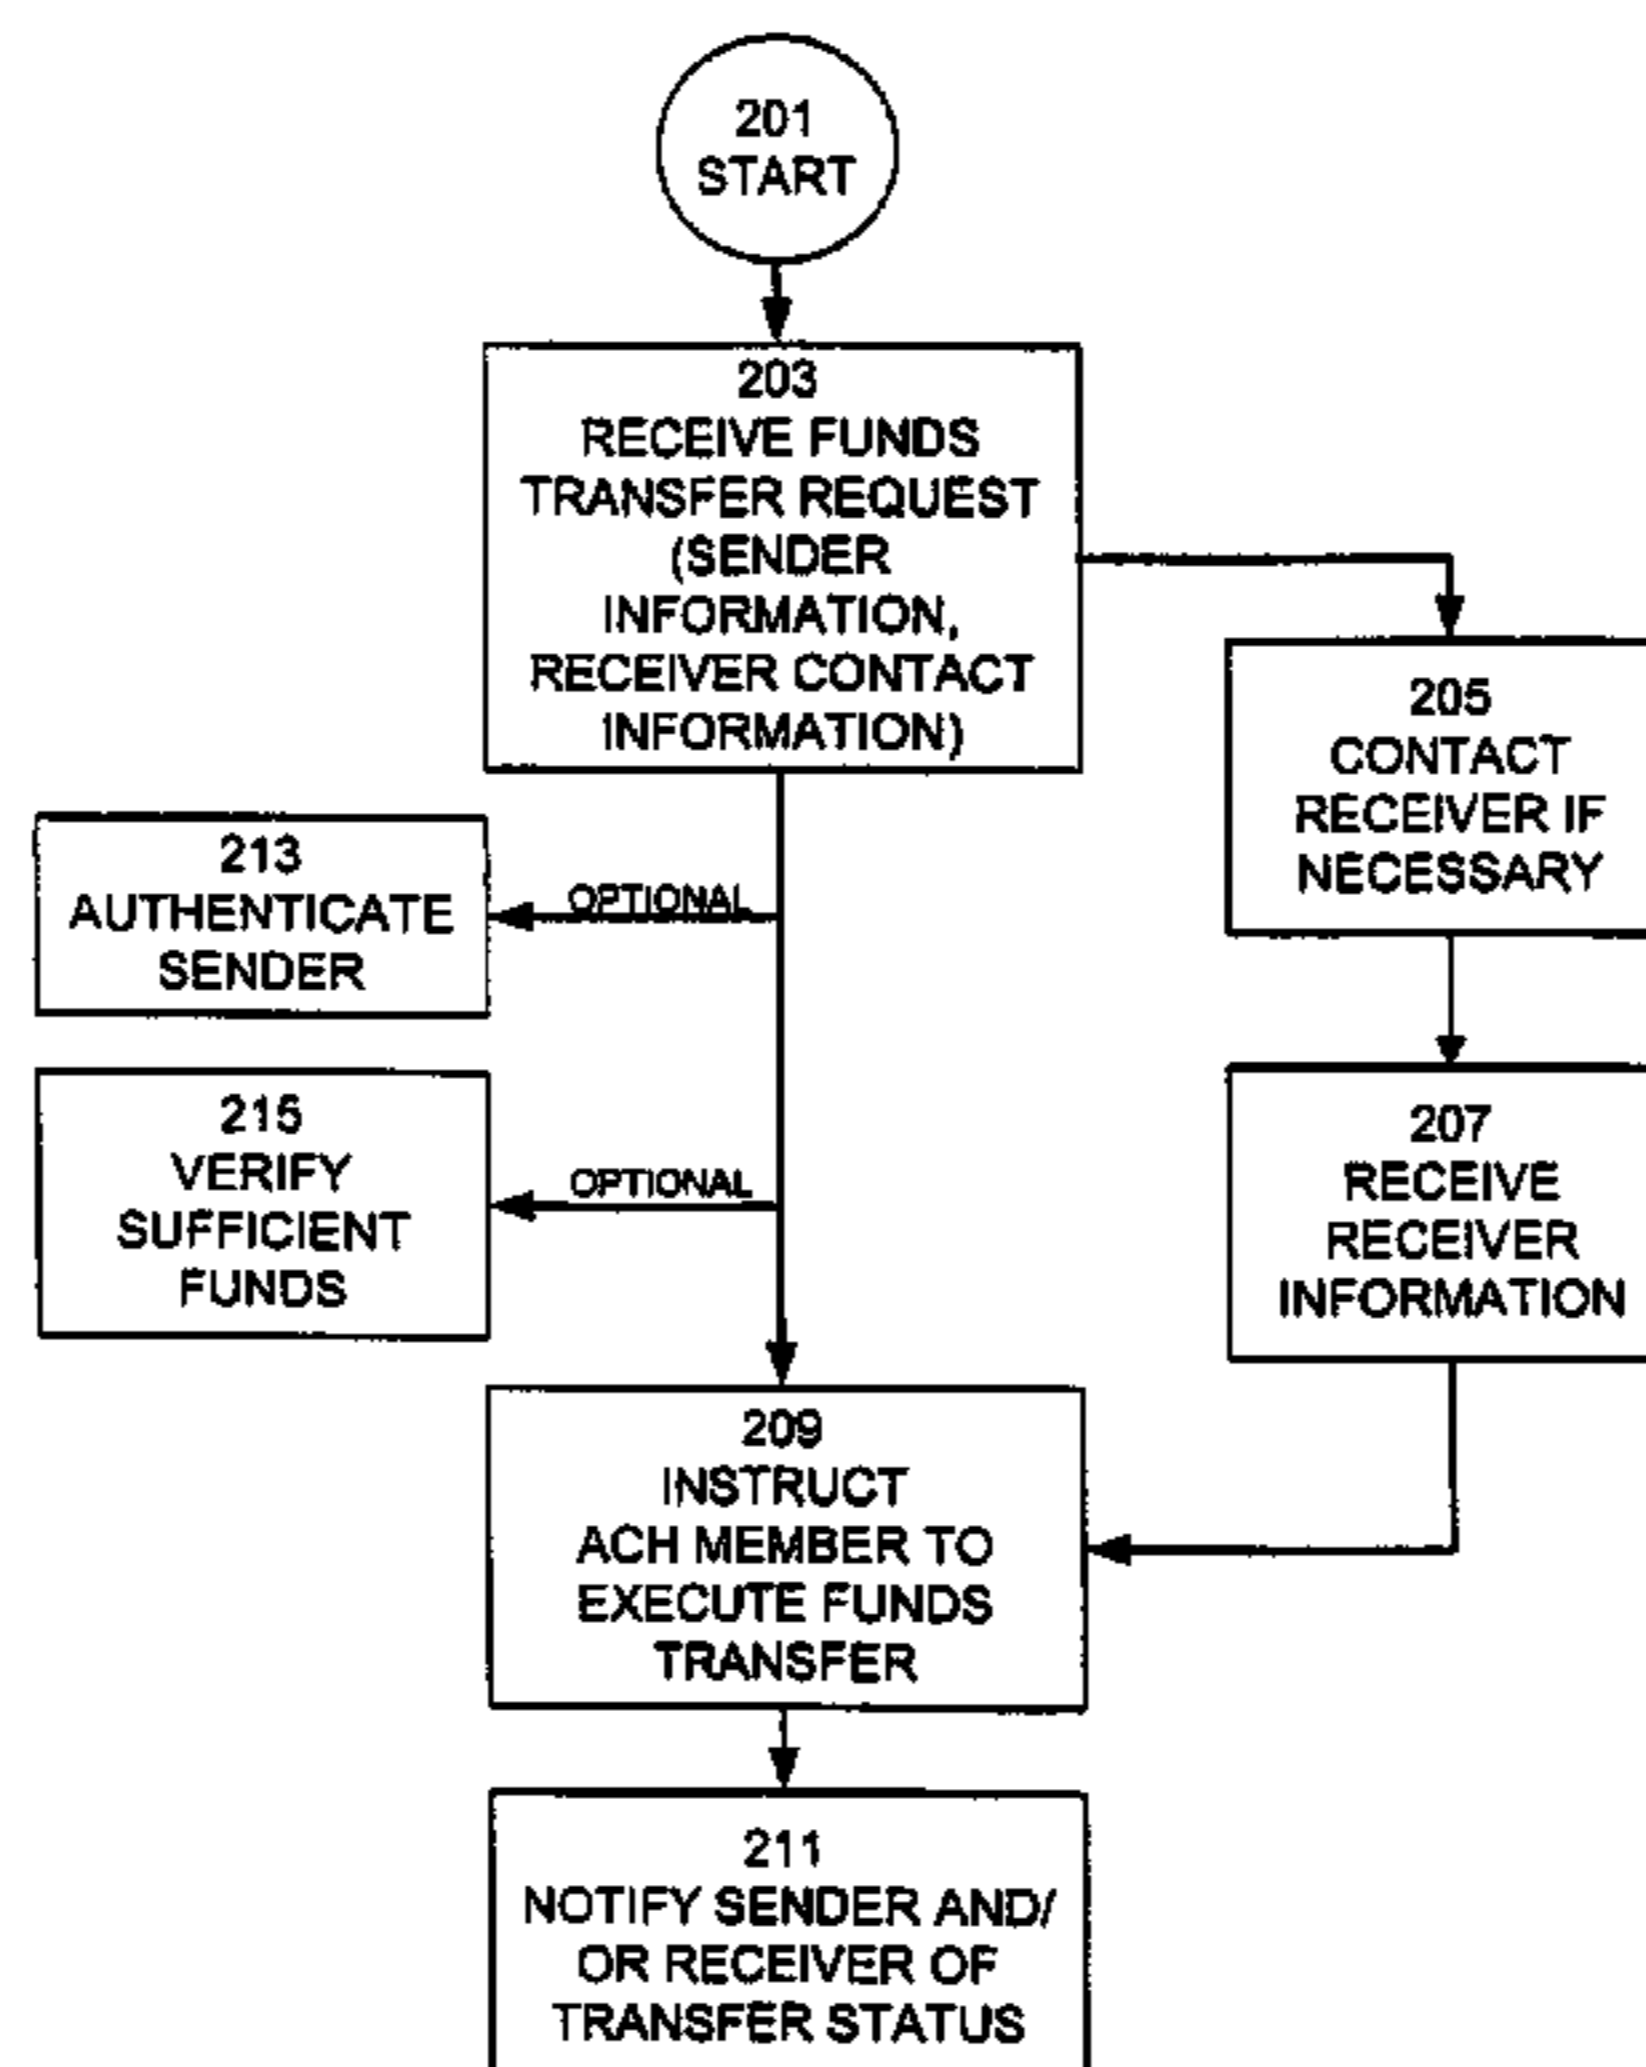 201
START
203
RECEIVE FUNDS
TRANSFER REQUEST
(SENDER
INFORMATION,
RECEIVER CONTACT
INFORMATION)
205
CONTACT
RECEIVER IF
NECESSARY
213
AUTHENTICATE
SENDER
OPTIONAL
215
VERIFY
SUFFICIENT
FUNDS
OPTIONAL
207
RECEIVE
RECEIVER
INFORMATION
209
INSTRUCT
ACH MEMBER TO
EXECUTE FUNDS
TRANSFER
211
NOTIFY SENDER AND/
OR RECEIVER OF
TRANSFER STATUS